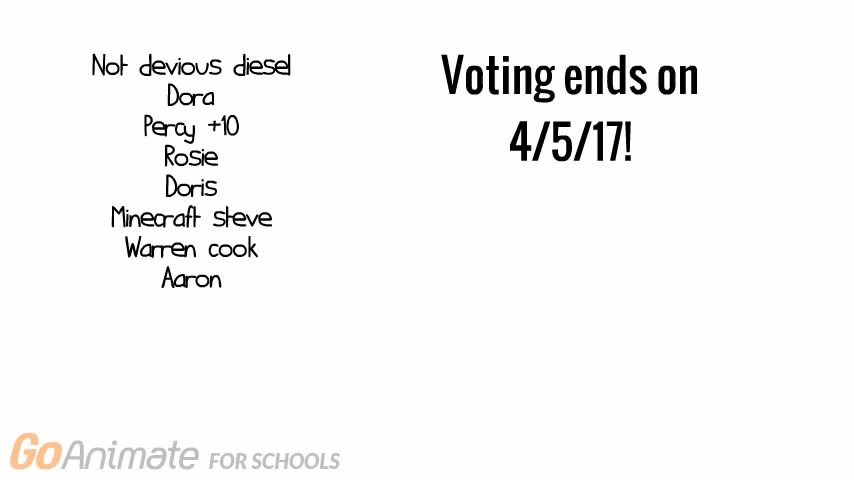 Not devious diesel
Dora
Percy +10
Rosie
Doris
Minecraft steve
Warren cook
Aaron
Voting ends on
4/5/17!
GoAnimate FOR SCHOOLS